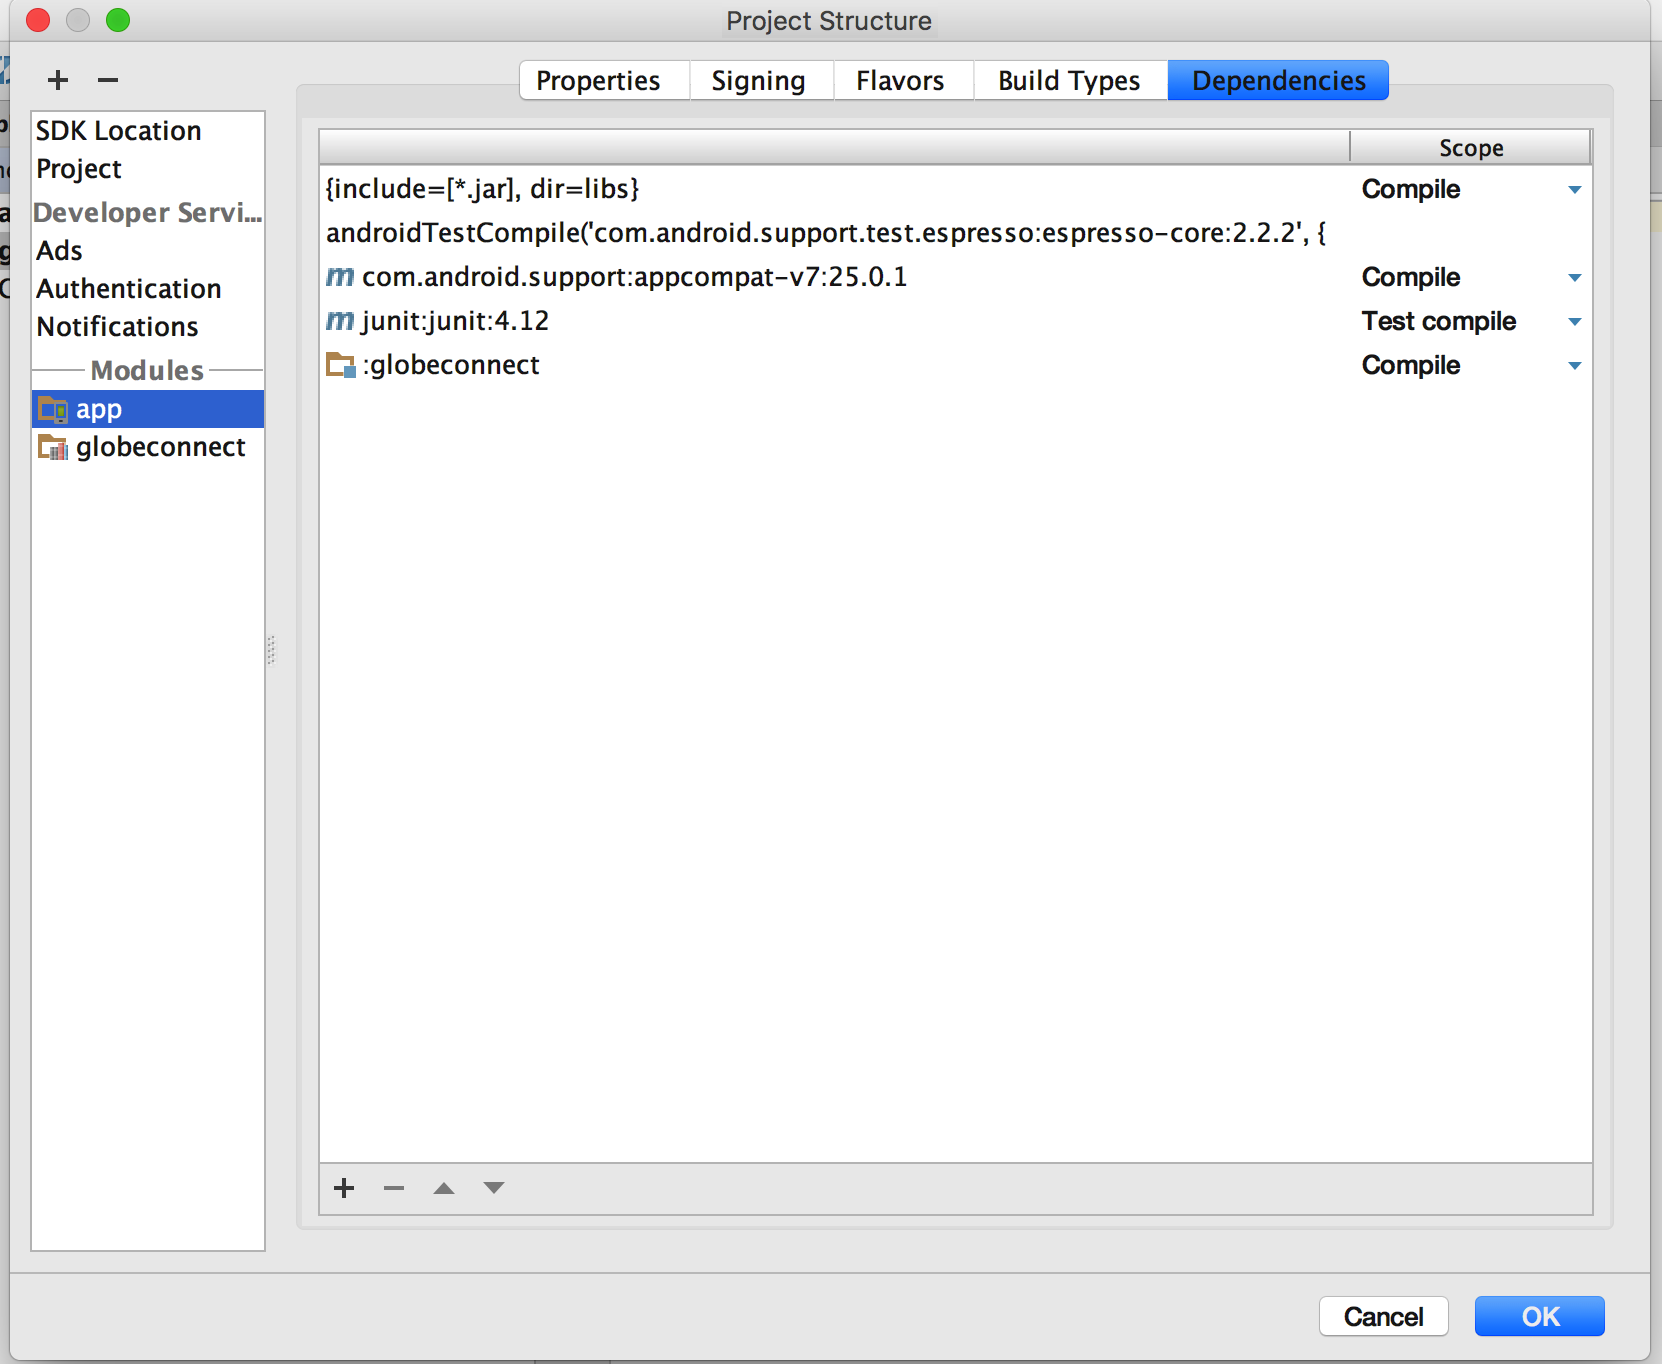 Project Structure
Properties
Signing
Flavors
Build Types
Dependencies
SDK Location
Project
Developer Servi...
Ads
Authentication
Notifications
Modules
app
globeconnect
Scope
{include=[*.jar], dir=libs} Compile
androidTestCompile('com.android.support.test.espresso:espresso-core:2.2.2', {
m com.android.support:appcompat-v7:25.0.1 Compile
m junit:junit:4.12 Test compile
:globeconnect Compile
Cancel
OK